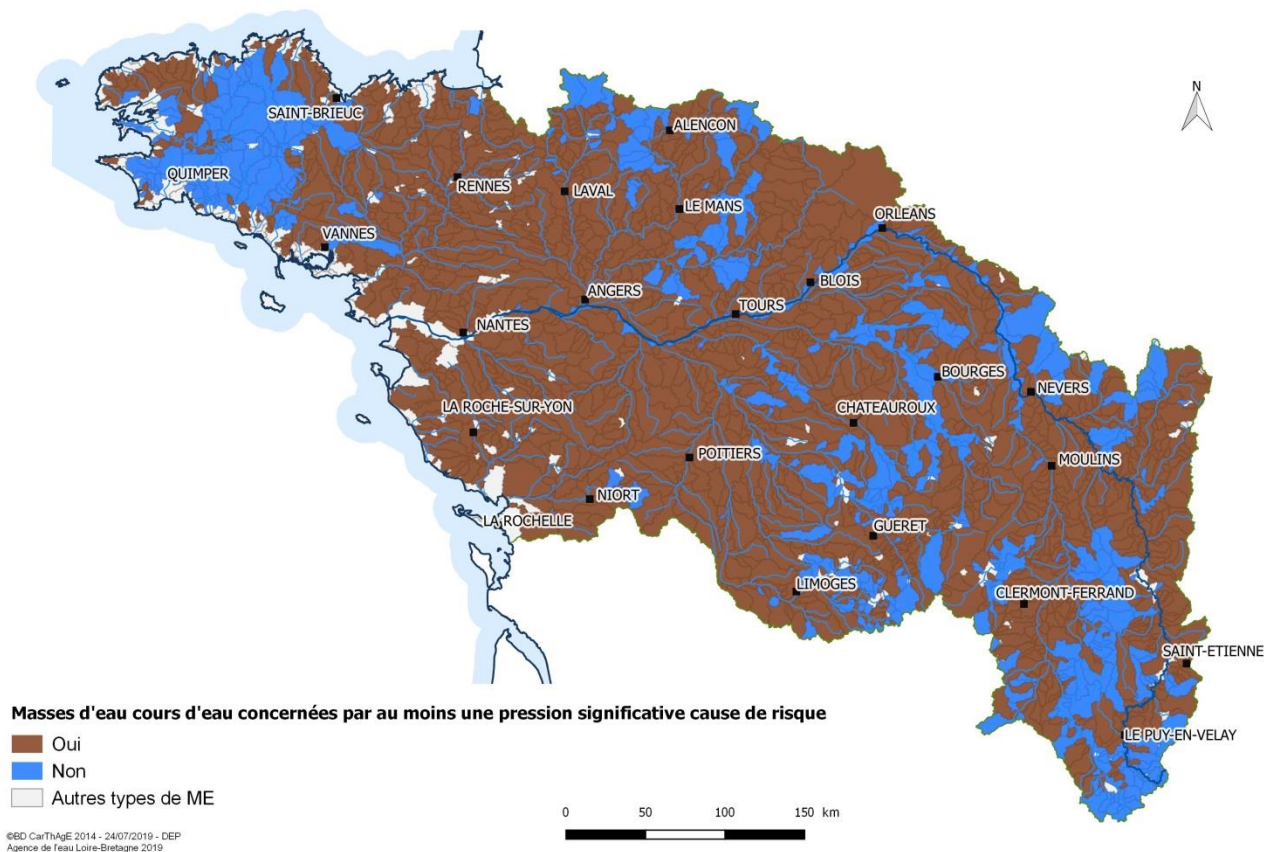 N
SAINT-BRIEUC
ALENCON
QUIMPER
RENNES
LAVAL
LE MANS
ORLEANS
VANNES
ANGERS
BLOIS
TOURS
NANTES
BOURGES
NEVERS
LA ROCHE-SUR-YON
CHATEAUROUX
POITIERS
MOULINS
NIORT
LA ROCHELLE
GUERET
LIMOGES
CLERMONT-FERRAND
SAINT-ETIENNE
LE PUY-EN-VELAY
Masses d'eau cours d'eau concernées par au moins une pression significative cause de risque
Oui
Non
Autres types de ME
0 50 100 150 km
©BD CarThAgE 2014 - 24/07/2019 - DEP
Agence de l'eau Loire-Bretagne 2019